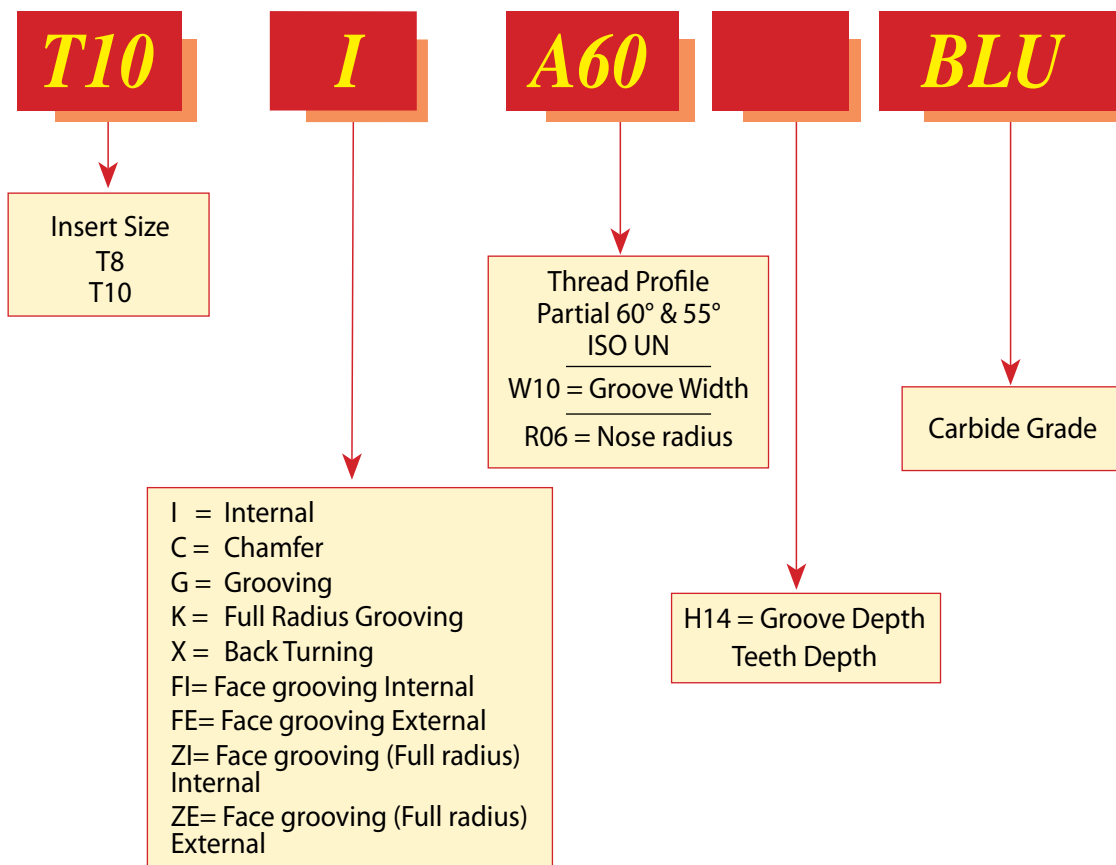 T10 I A60 BLU
Insert Size
T8
T10
Thread Profile
Partial 60° & 55°
ISO UN
W10 = Groove Width
R06 = Nose radius
Carbide Grade
I = Internal
C = Chamfer
G = Grooving
K = Full Radius Grooving
X = Back Turning
FI= Face grooving Internal
FE= Face grooving External
ZI= Face grooving (Full radius)
Internal
ZE= Face grooving (Full radius)
External
H14 = Groove Depth
Teeth Depth